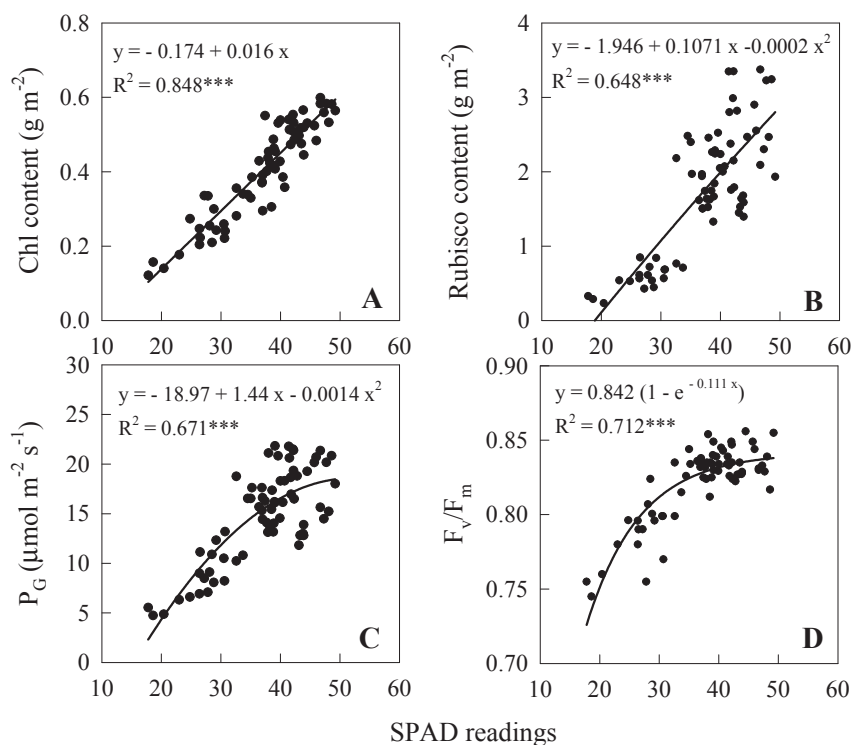 0.8
y = - 0.174 + 0.016 x
R² = 0.848***
0.6
0.4
0.2
0.0
Chl content (g m⁻²)
A
10 20 30 40 50 60
4
y = - 1.946 + 0.1071 x -0.0002 x²
R² = 0.648***
3
2
1
0
Rubisco content (g m⁻²)
B
10 20 30 40 50 60
30
y = - 18.97 + 1.44 x - 0.0014 x²
25
R² = 0.671***
20
15
10
5
0
P_G (µmol m⁻² s⁻¹)
C
10 20 30 40 50 60
0.90
y = 0.842 (1 - e⁻ ⁰·¹¹¹ ˣ)
R² = 0.712***
0.85
0.80
0.75
0.70
F_v/F_m
D
10 20 30 40 50 60
SPAD readings